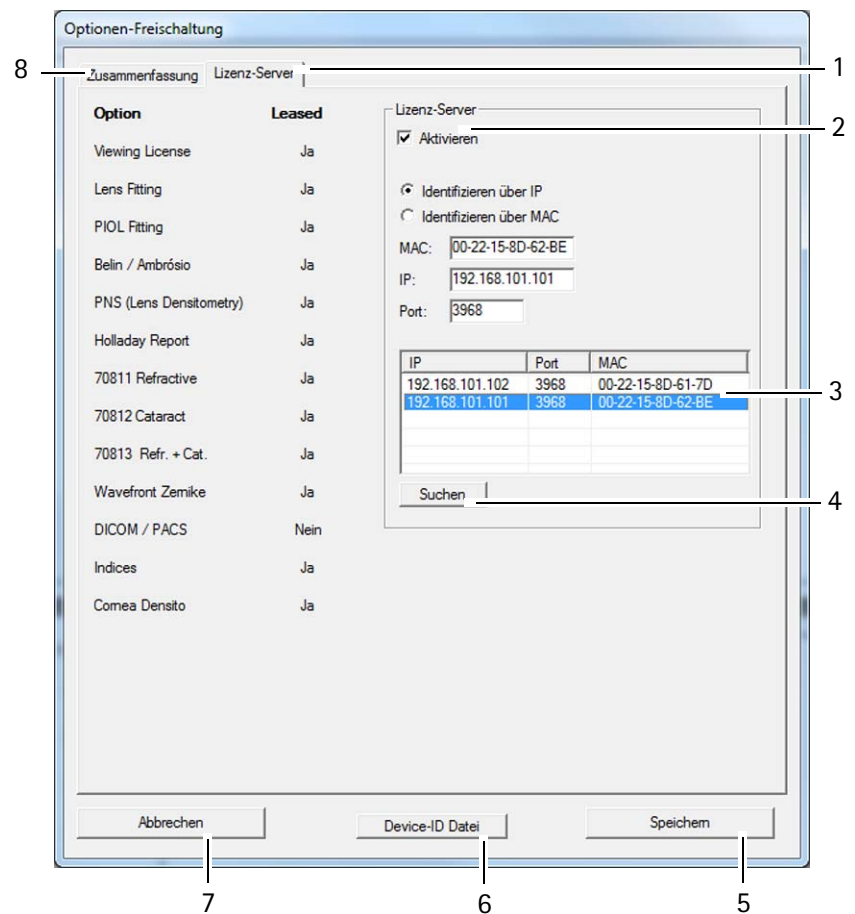 Optionen-Freischaltung
8
Zusammenfassung Lizenz-Server
1
Option Leased
Viewing License Ja
Lens Fitting Ja
PIOL Fitting Ja
Belin / Ambrósio Ja
PNS (Lens Densitometry) Ja
Holladay Report Ja
70811 Refractive Ja
70812 Cataract Ja
70813 Refr. + Cat. Ja
Wavefront Zernike Ja
DICOM / PACS Nein
Indices Ja
Cornea Densito Ja
Lizenz-Server
Aktivieren
2
Identifizieren über IP
Identifizieren über MAC
MAC: 00-22-15-8D-62-BE
IP: 192.168.101.101
Port: 3968
IP Port MAC
192.168.101.102 3968 00-22-15-8D-61-7D
192.168.101.101 3968 00-22-15-8D-62-BE
3
Suchen
4
Abbrechen Device-ID Datei Speichern
7 6 5